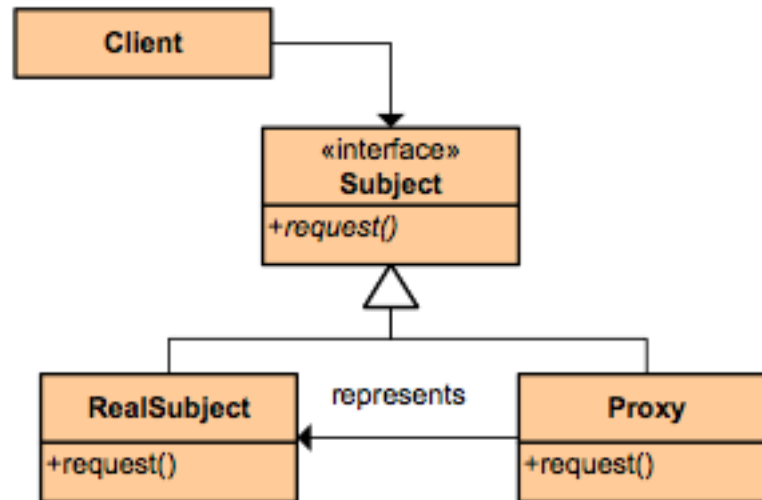 Client
«interface»
Subject
+request()
RealSubject
+request()
represents
Proxy
+request()